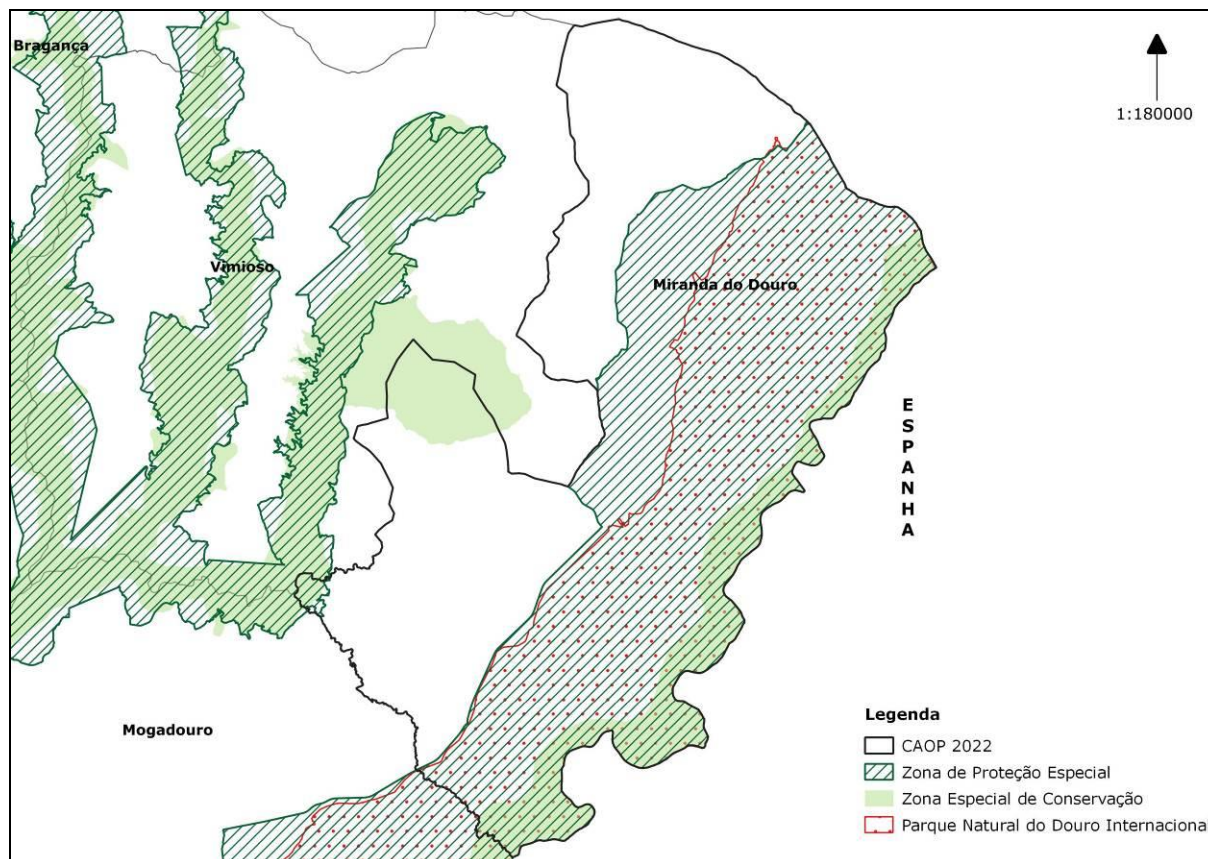 Bragança
1:180000
Vimioso
Miranda do Douro
E
S
P
A
N
H
A
Mogadouro
Legenda
CAOP 2022
Zona de Proteção Especial
Zona Especial de Conservação
Parque Natural do Douro Internacional